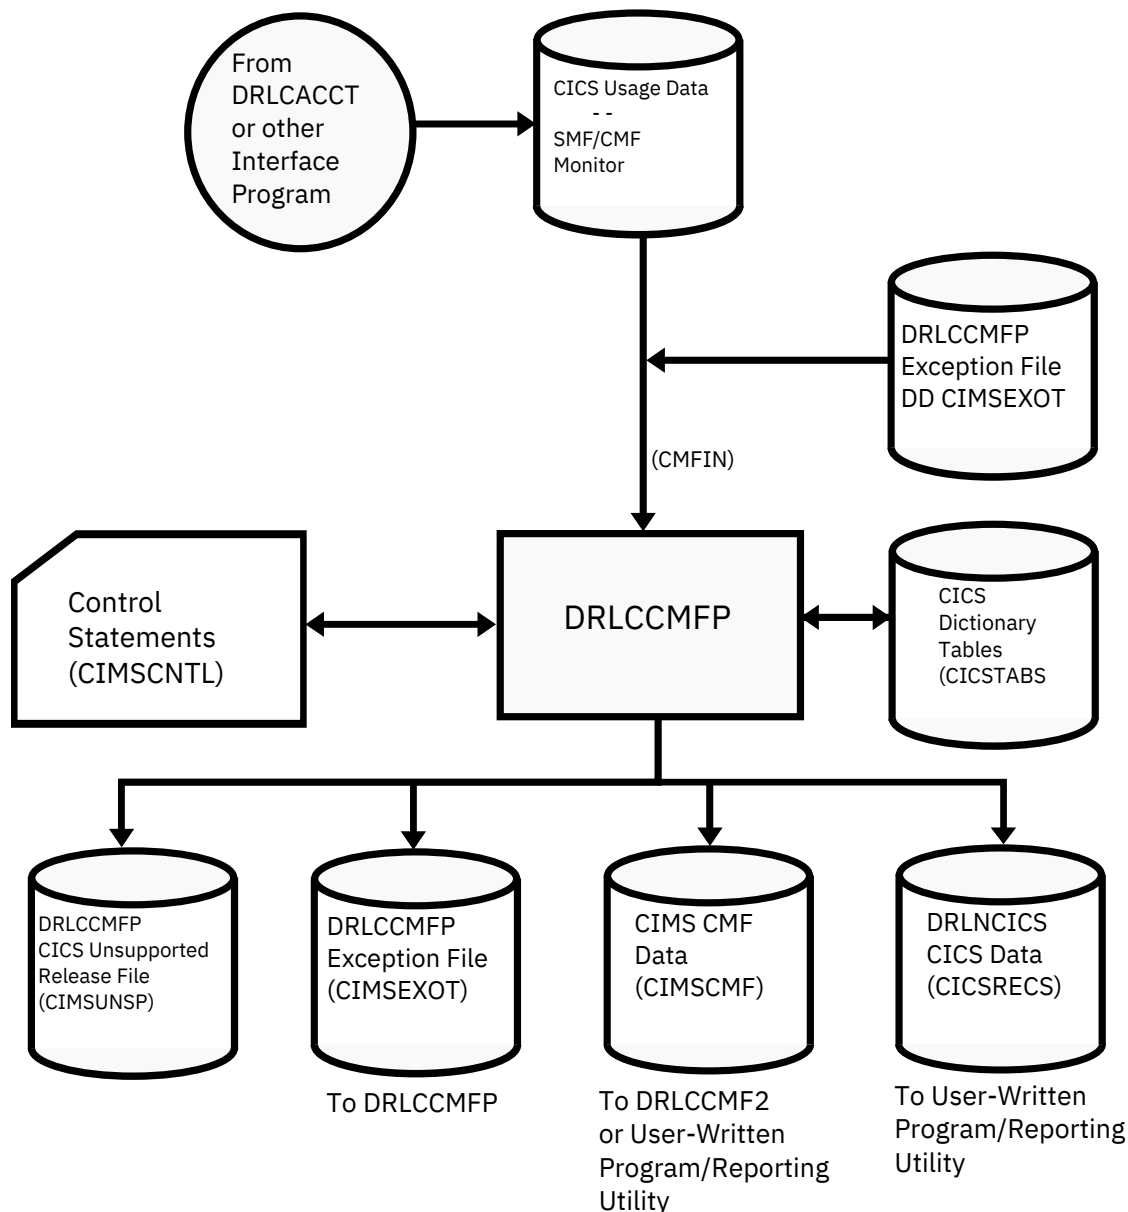 From
DRLCACCT
or other
Interface
Program
CICS Usage Data
- -
SMF/CMF
Monitor
DRLCCMFP
Exception File
DD CIMSEXOT
(CMFIN)
Control
Statements
(CIMSCNTL)
DRLCCMFP
CICS
Dictionary
Tables
(CICSTABS
DRLCCMFP
CICS Unsupported
Release File
(CIMSUNSP)
DRLCCMFP
Exception File
(CIMSEXOT)
CIMS CMF
Data
(CIMSCMF)
DRLNCICS
CICS Data
(CICSRECS)
To DRLCCMFP
To DRLCCMF2
or User-Written
Program/Reporting
Utility
To User-Written
Program/Reporting
Utility